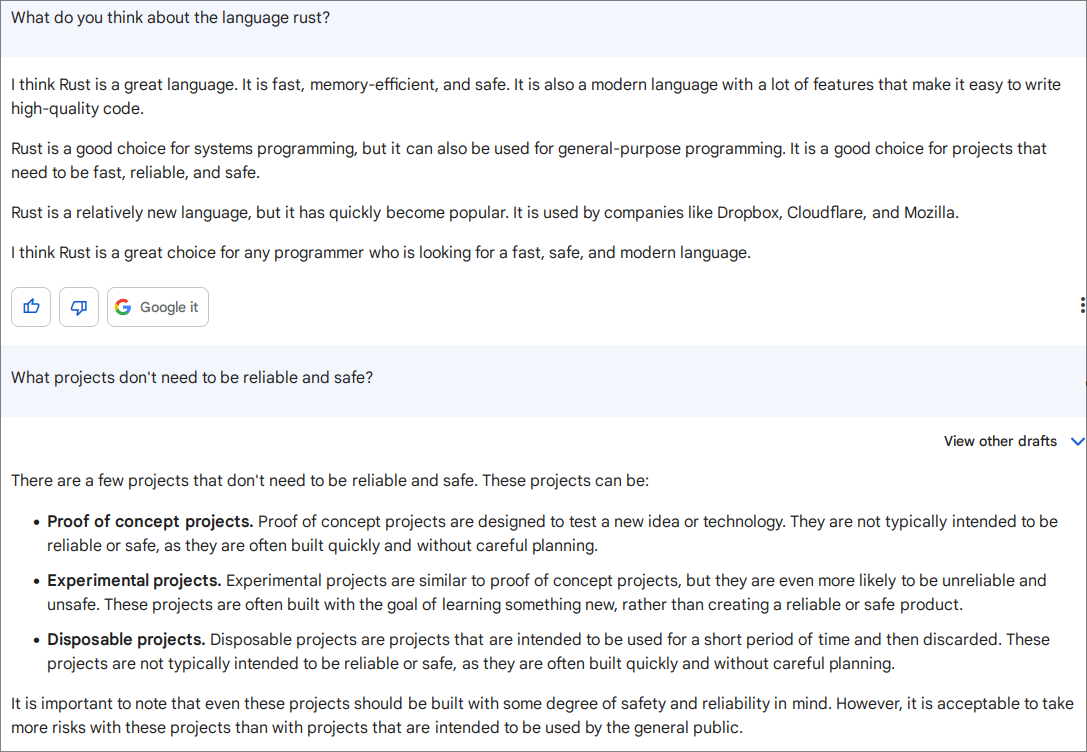 What do you think about the language rust?
I think Rust is a great language. It is fast, memory-efficient, and safe. It is also a modern language with a lot of features that make it easy to write
high-quality code.
Rust is a good choice for systems programming, but it can also be used for general-purpose programming. It is a good choice for projects that
need to be fast, reliable, and safe.
Rust is a relatively new language, but it has quickly become popular. It is used by companies like Dropbox, Cloudflare, and Mozilla.
I think Rust is a great choice for any programmer who is looking for a fast, safe, and modern language.
Google it
What projects don't need to be reliable and safe?
View other drafts
There are a few projects that don't need to be reliable and safe. These projects can be:
• Proof of concept projects. Proof of concept projects are designed to test a new idea or technology. They are not typically intended to be
reliable or safe, as they are often built quickly and without careful planning.
• Experimental projects. Experimental projects are similar to proof of concept projects, but they are even more likely to be unreliable and
unsafe. These projects are often built with the goal of learning something new, rather than creating a reliable or safe product.
• Disposable projects. Disposable projects are projects that are intended to be used for a short period of time and then discarded. These
projects are not typically intended to be reliable or safe, as they are often built quickly and without careful planning.
It is important to note that even these projects should be built with some degree of safety and reliability in mind. However, it is acceptable to take
more risks with these projects than with projects that are intended to be used by the general public.